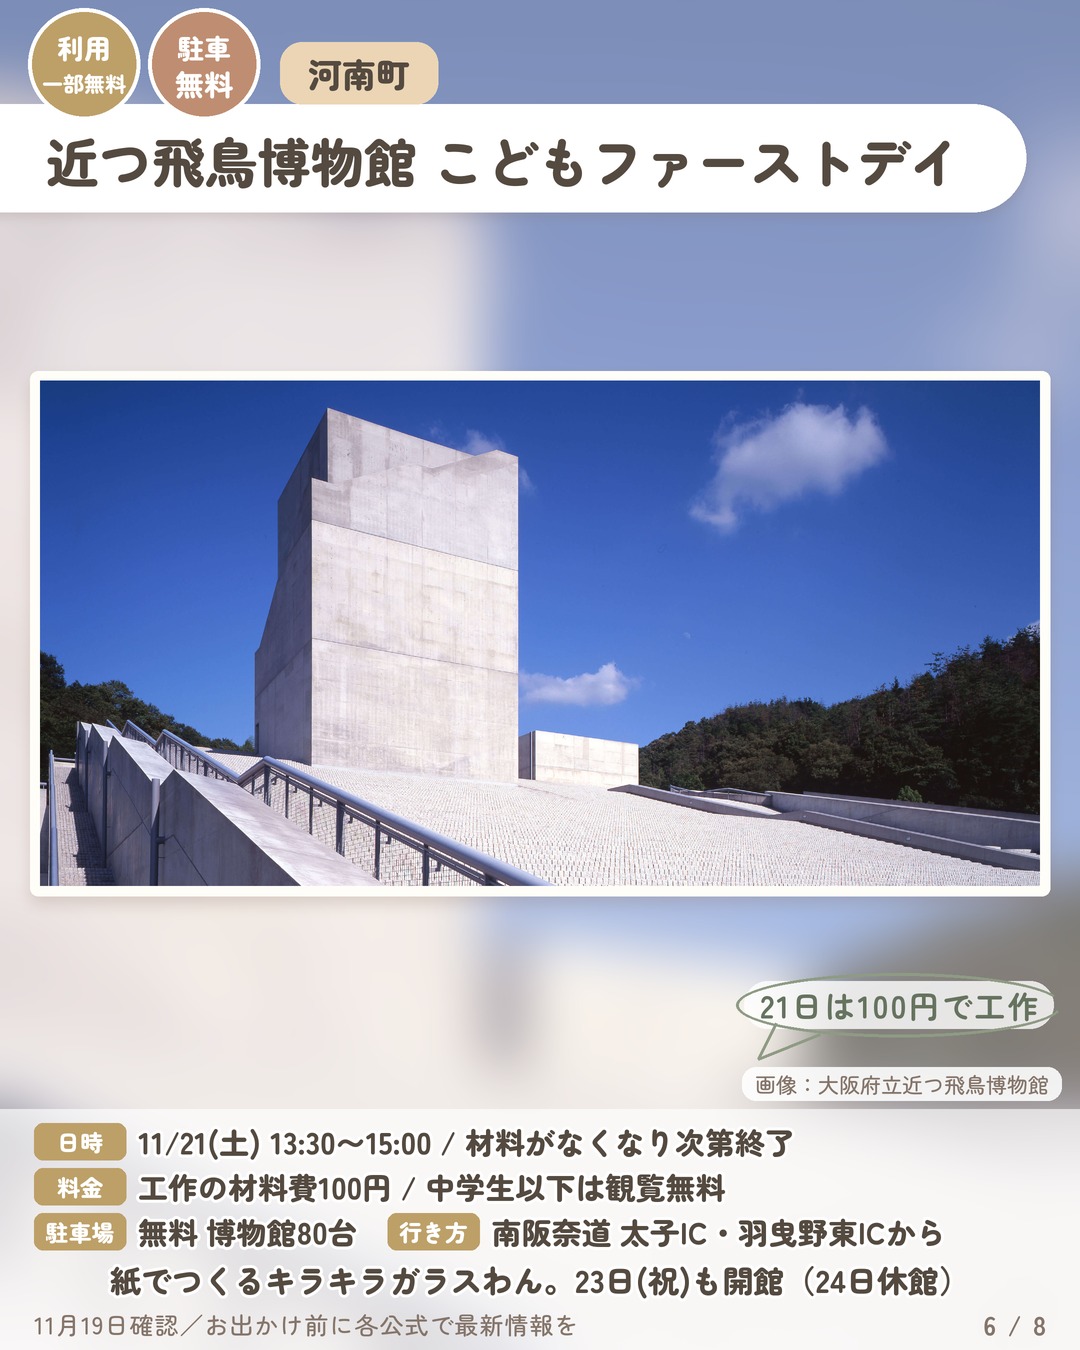 利用
一部無料
駐車
無料
河南町
近つ飛鳥博物館 こどもファーストデイ
21日は100円で工作
画像：大阪府立近つ飛鳥博物館
日時 11/21(土) 13:30〜15:00 / 材料がなくなり次第終了
料金 工作の材料費100円 / 中学生以下は観覧無料
駐車場 無料 博物館80台 行き方 南阪奈道 太子IC・羽曳野東ICから
紙でつくるキラキラガラスわん。23日(祝)も開館（24日休館）
11月19日確認／お出かけ前に各公式で最新情報を
6 / 8